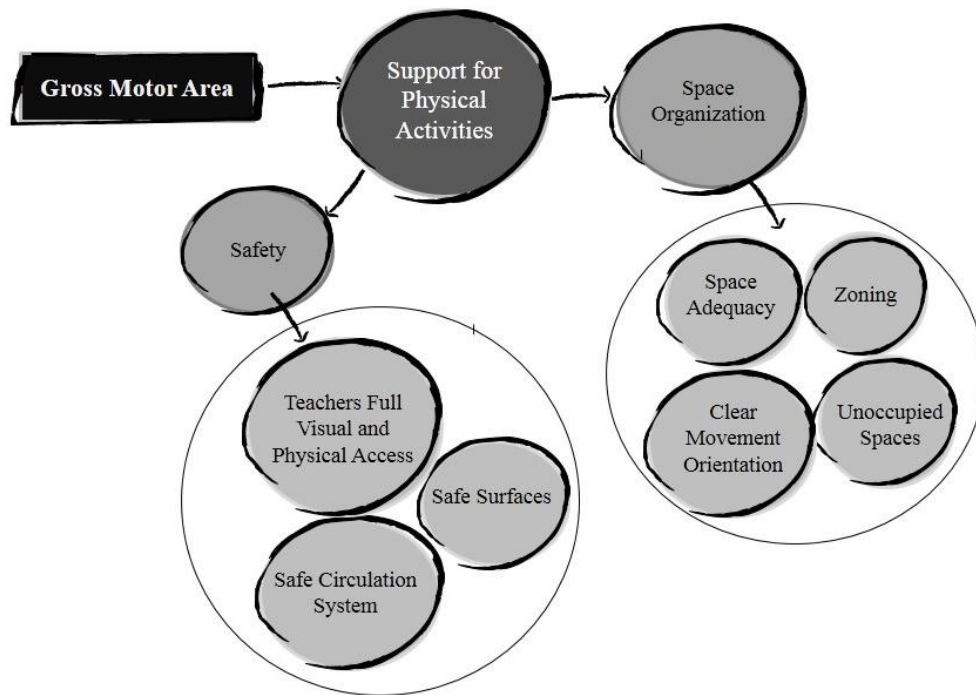 Gross Motor Area
Support for
Physical
Activities
Space
Organization
Safety
Space
Adequacy
Zoning
Clear
Movement
Orientation
Unoccupied
Spaces
Teachers Full
Visual and
Physical Access
Safe Surfaces
Safe Circulation
System